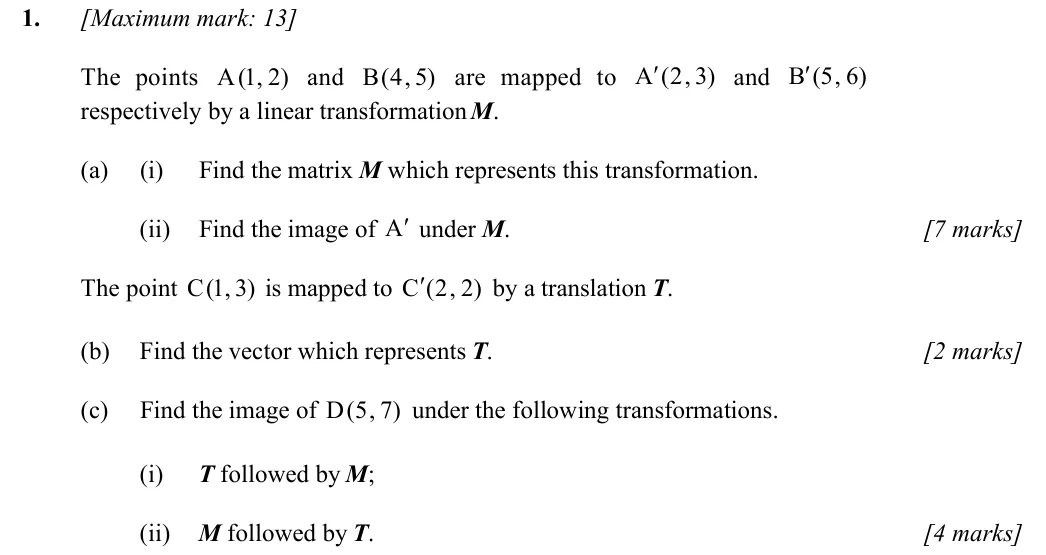 1. [Maximum mark: 13]
The points A(1, 2) and B(4, 5) are mapped to A′(2, 3) and B′(5, 6)
respectively by a linear transformation M.
(a) (i) Find the matrix M which represents this transformation.
(ii) Find the image of A′ under M. [7 marks]
The point C(1, 3) is mapped to C′(2, 2) by a translation T.
(b) Find the vector which represents T. [2 marks]
(c) Find the image of D(5, 7) under the following transformations.
(i) T followed by M;
(ii) M followed by T. [4 marks]